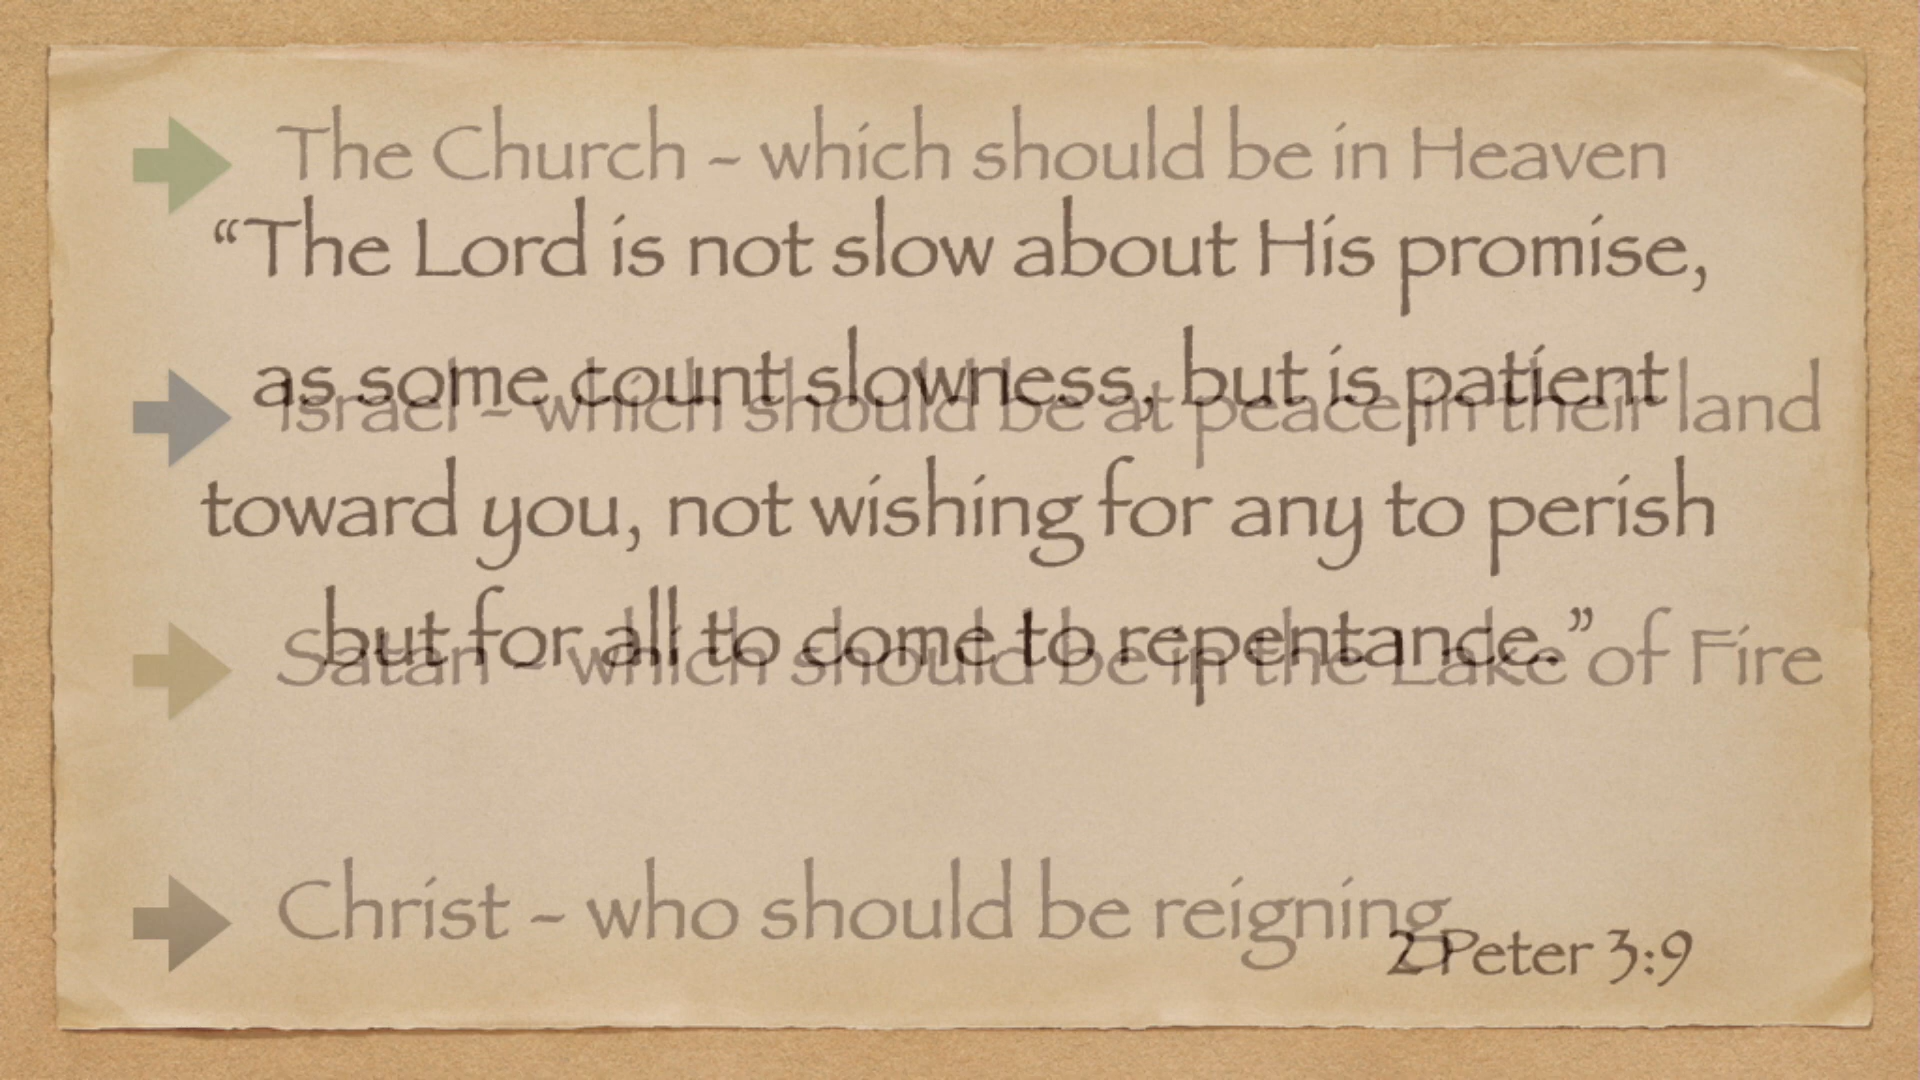 The Church – which should be in Heaven
“The Lord is not slow about His promise,
as some count slowness, but is patient
Israel – which should be at peace in their land
toward you, not wishing for any to perish
but for all to come to repentance.”
Satan – which should be in the Lake of Fire
Christ – who should be reigning
2 Peter 3:9